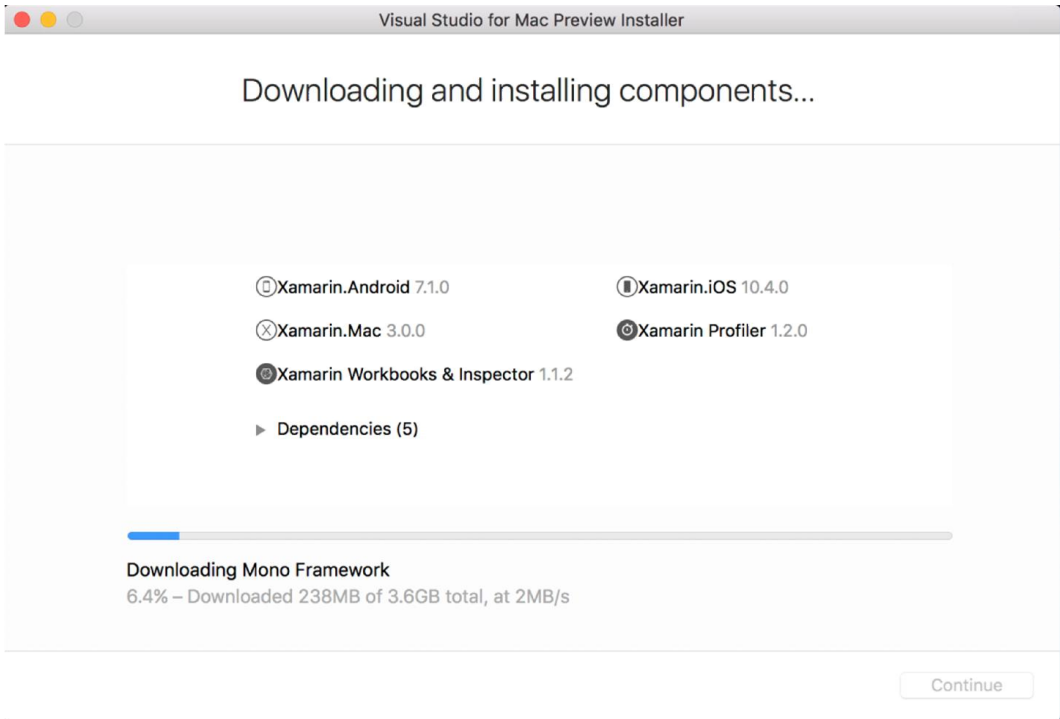 Visual Studio for Mac Preview Installer
Downloading and installing components...
Xamarin.Android 7.1.0
Xamarin.iOS 10.4.0
Xamarin.Mac 3.0.0
Xamarin Profiler 1.2.0
Xamarin Workbooks & Inspector 1.1.2
Dependencies (5)
Downloading Mono Framework
6.4% – Downloaded 238MB of 3.6GB total, at 2MB/s
Continue